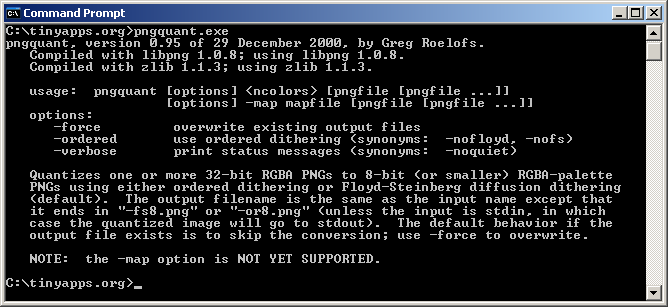 Command Prompt
C:\tinyapps.org>pngquant.exe
pngquant, version 0.95 of 29 December 2000, by Greg Roelofs.
   Compiled with libpng 1.0.8; using libpng 1.0.8.
   Compiled with zlib 1.1.3; using zlib 1.1.3.

   usage:  pngquant [options] <ncolors> [pngfile [pngfile ...]]
                    [options] -map mapfile [pngfile [pngfile ...]]
   options:
      -force         overwrite existing output files
      -ordered       use ordered dithering (synonyms:  -nofloyd, -nofs)
      -verbose       print status messages (synonyms:  -noquiet)

   Quantizes one or more 32-bit RGBA PNGs to 8-bit (or smaller) RGBA-palette
   PNGs using either ordered dithering or Floyd-Steinberg diffusion dithering
   (default).  The output filename is the same as the input name except that
   it ends in "-fs8.png" or "-or8.png" (unless the input is stdin, in which
   case the quantized image will go to stdout).  The default behavior if the
   output file exists is to skip the conversion; use -force to overwrite.

   NOTE:  the -map option is NOT YET SUPPORTED.

C:\tinyapps.org>_